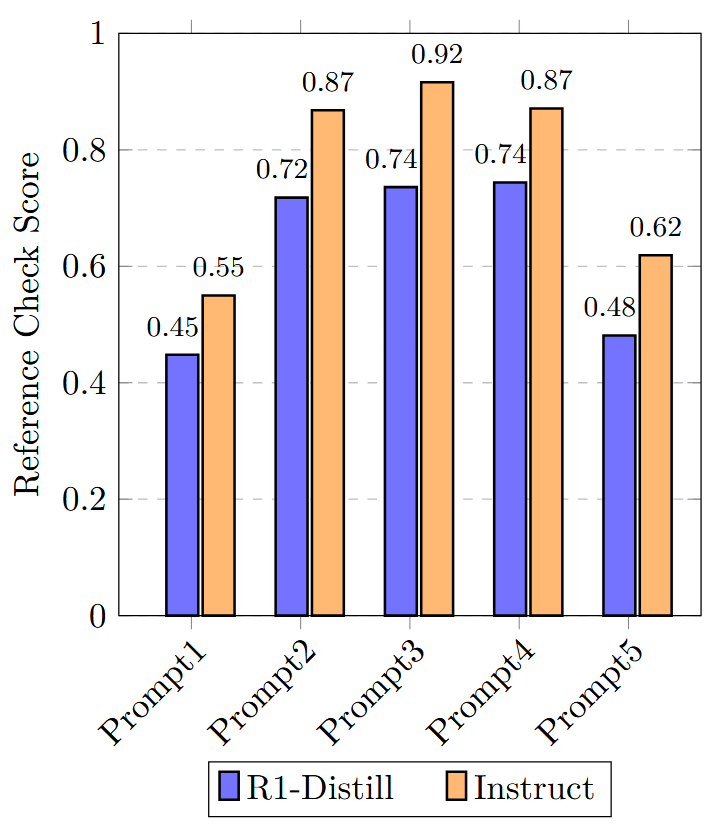 Reference Check Score
1
0.8
0.6
0.4
0.2
0
0.45
0.55
0.72
0.87
0.74
0.92
0.74
0.87
0.48
0.62
Prompt1
Prompt2
Prompt3
Prompt4
Prompt5
R1-Distill
Instruct